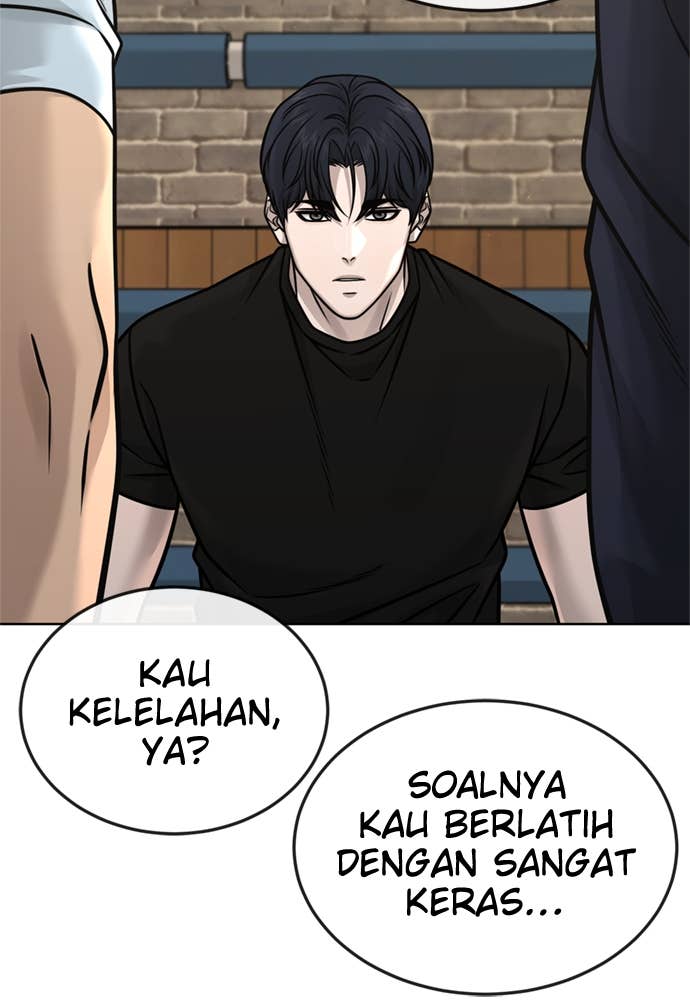 KAU
KELELAHAN,
YA?
SOALNYA
KAU BERLATIH
DENGAN SANGAT
KERAS...